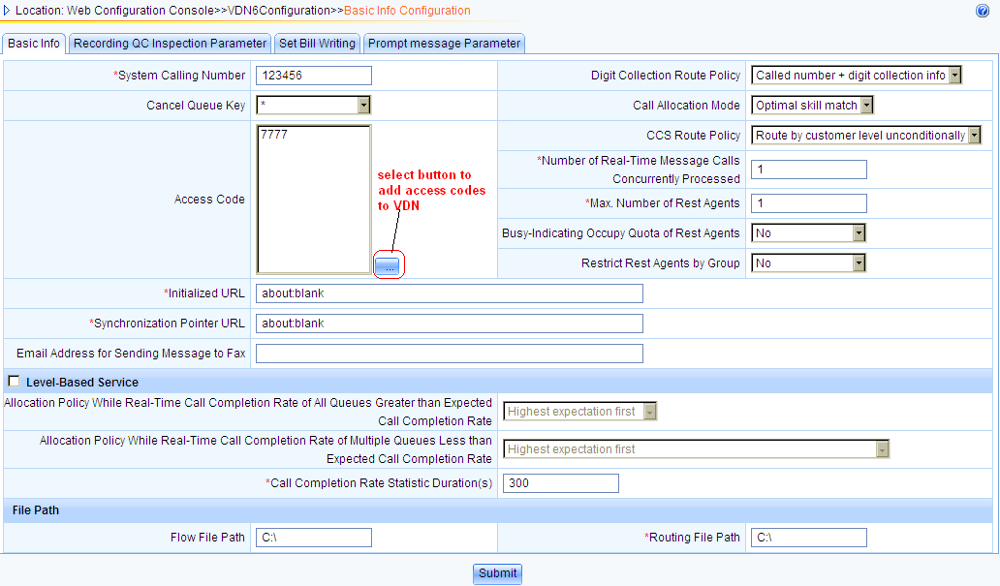 Location: Web Configuration Console>>VDN6Configuration>>Basic Info Configuration
Basic Info Recording QC Inspection Parameter Set Bill Writing Prompt message Parameter
*System Calling Number 123456 Digit Collection Route Policy Called number + digit collection info
Cancel Queue Key * Call Allocation Mode Optimal skill match
7777
Access Code
select button to
add access codes
to VDN
...
CCS Route Policy Route by customer level unconditionally
*Number of Real-Time Message Calls
Concurrently Processed 1
*Max. Number of Rest Agents 1
Busy-Indicating Occupy Quota of Rest Agents No
Restrict Rest Agents by Group No
*Initialized URL about:blank
*Synchronization Pointer URL about:blank
Email Address for Sending Message to Fax
Level-Based Service
Allocation Policy While Real-Time Call Completion Rate of All Queues Greater than Expected
Call Completion Rate Highest expectation first
Allocation Policy While Real-Time Call Completion Rate of Multiple Queues Less than
Expected Call Completion Rate Highest expectation first
*Call Completion Rate Statistic Duration(s) 300
File Path
Flow File Path C:\ *Routing File Path C:\
Submit